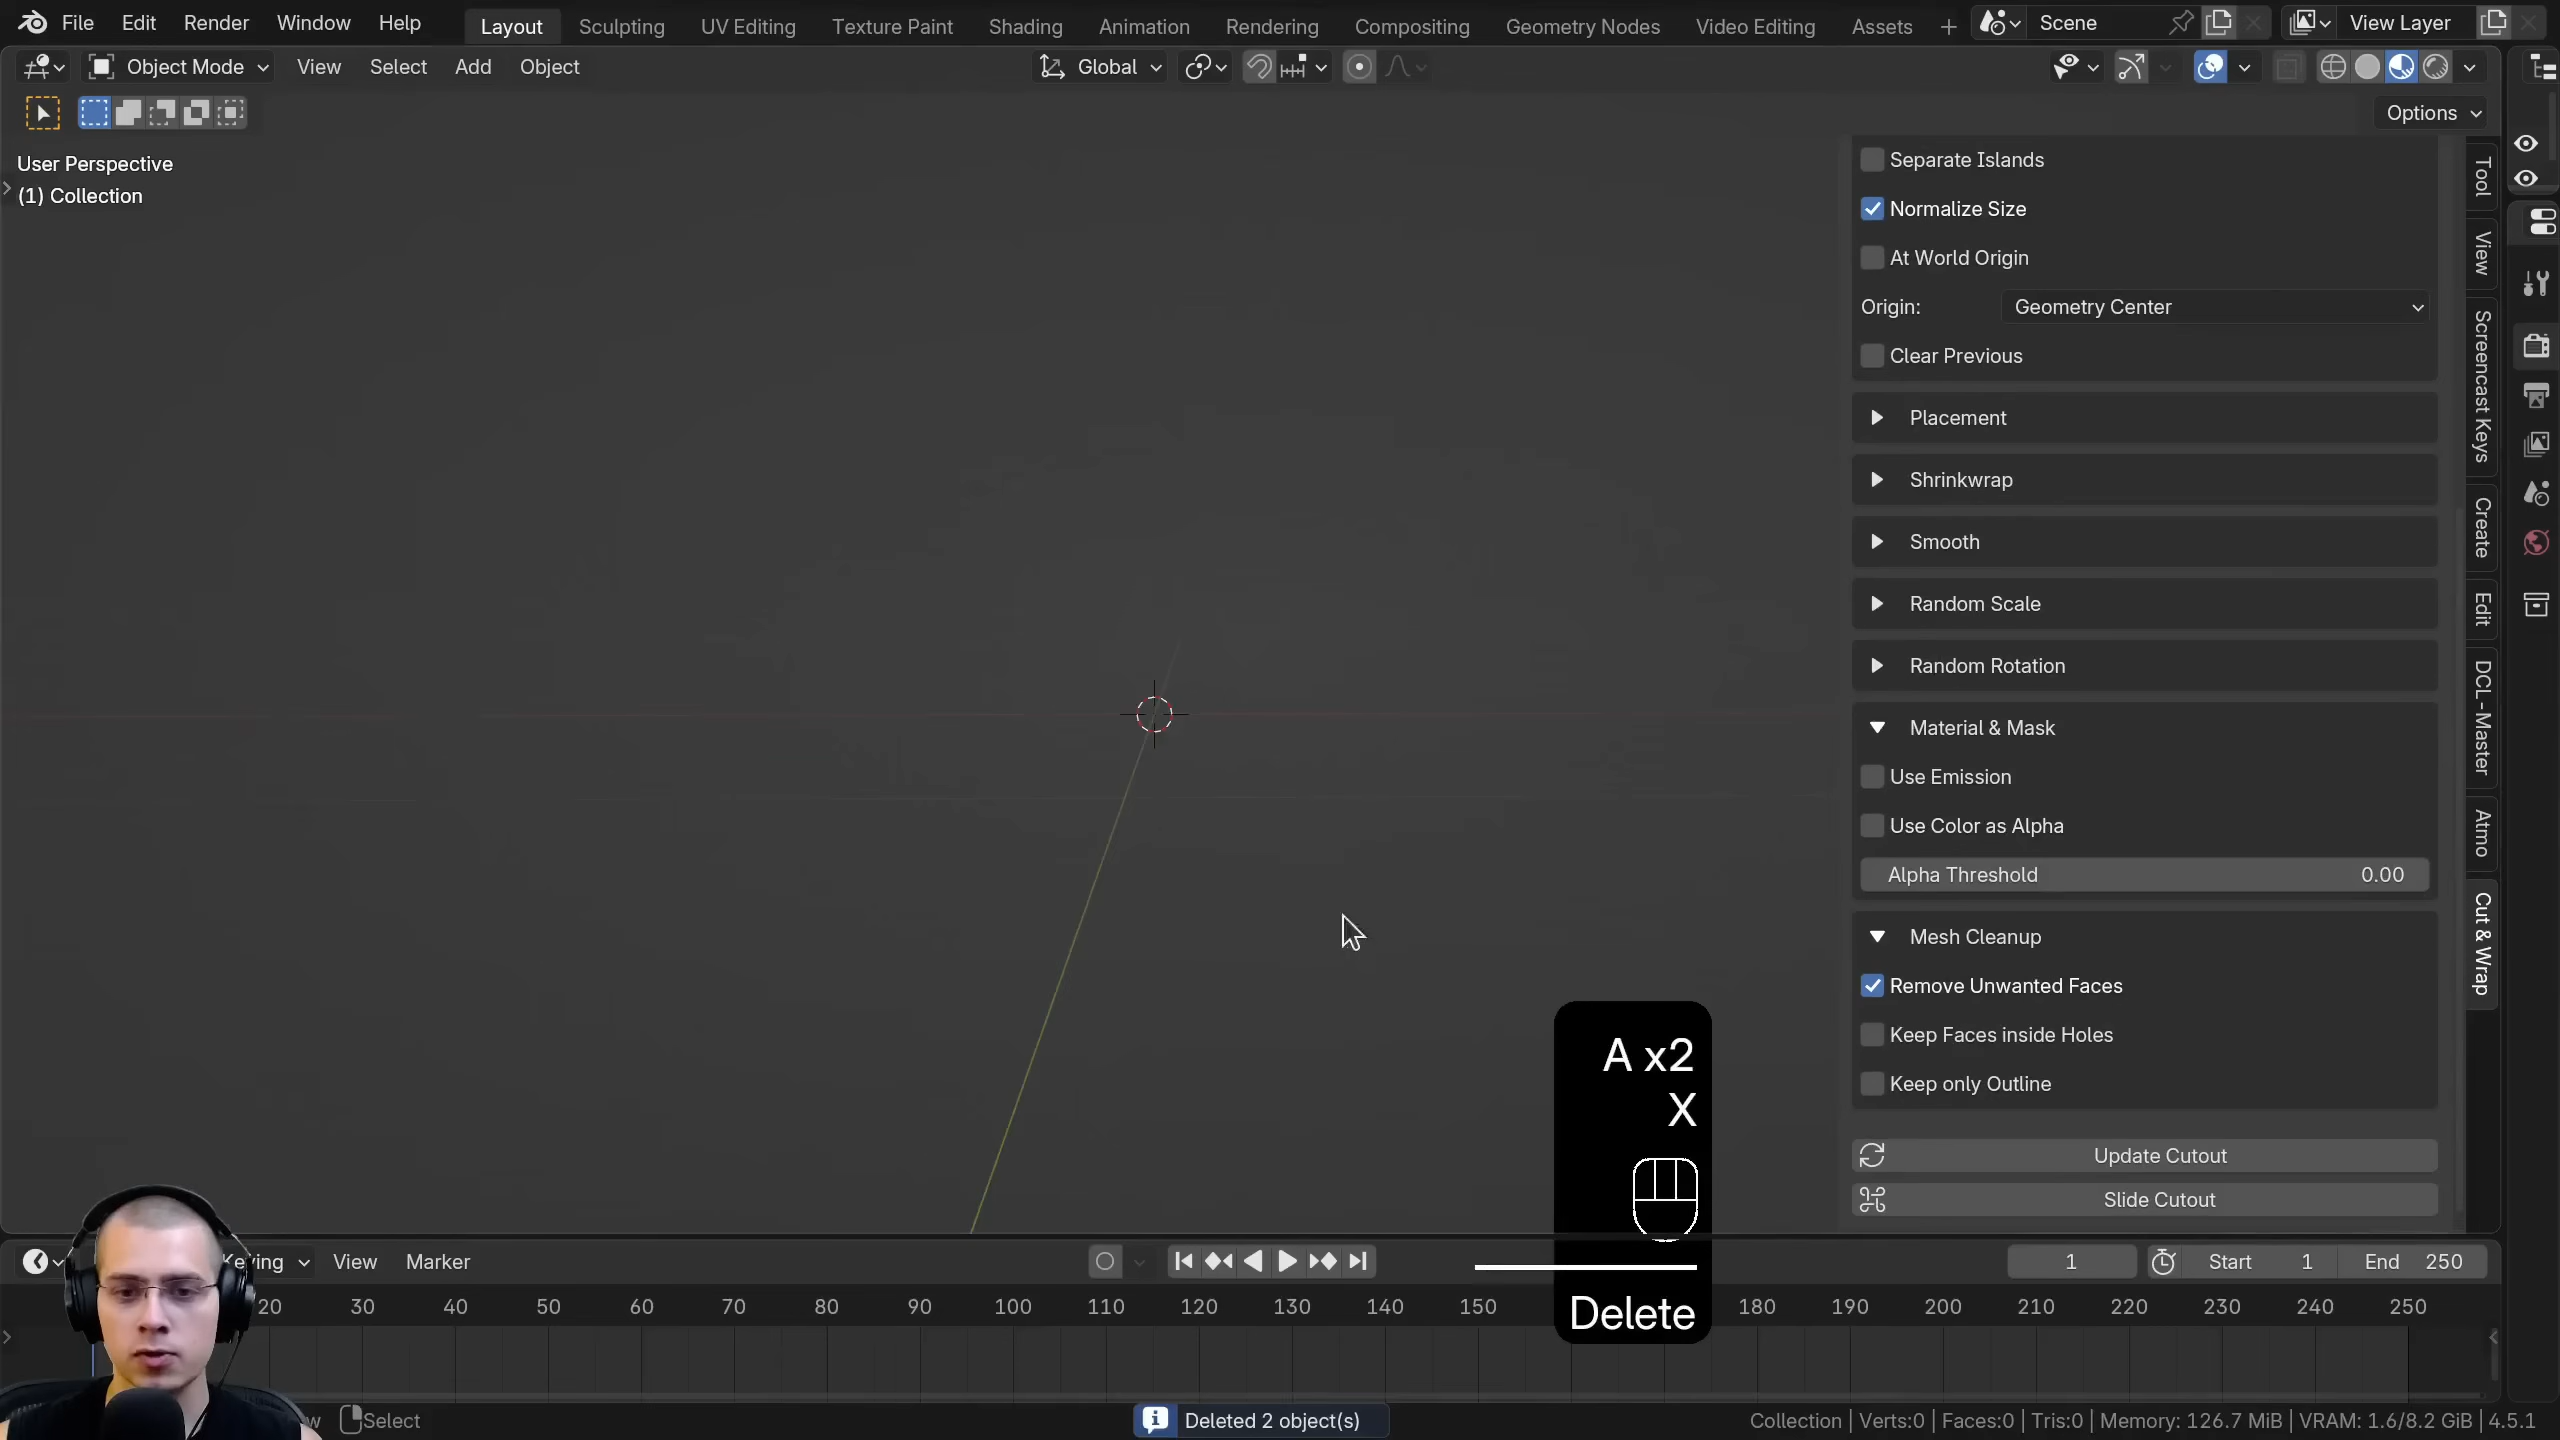 File Edit Render Window Help Layout Sculpting UV Editing Texture Paint Shading Animation Rendering Compositing Geometry Nodes Video Editing Assets + Scene View Layer
Object Mode View Select Add Object Global
Options
User Perspective
(1) Collection
Separate Islands
Normalize Size
At World Origin
Origin: Geometry Center
Clear Previous
Placement
Shrinkwrap
Smooth
Random Scale
Random Rotation
Material & Mask
Use Emission
Use Color as Alpha
Alpha Threshold 0.00
Mesh Cleanup
Remove Unwanted Faces
Keep Faces inside Holes
Keep only Outline
Update Cutout
Slide Cutout
Tool
View
Screencast Keys
Create
Edit
DCL - Master
Atmo
Cut & Wrap
A x2
X
Delete
Keying View Marker 1 Start 1 End 250
20 30 40 50 60 70 80 90 100 110 120 130 140 150 180 190 200 210 220 230 240 250
Select Deleted 2 object(s) Collection | Verts:0 | Faces:0 | Tris:0 | Memory: 126.7 MiB | VRAM: 1.6/8.2 GiB | 4.5.1